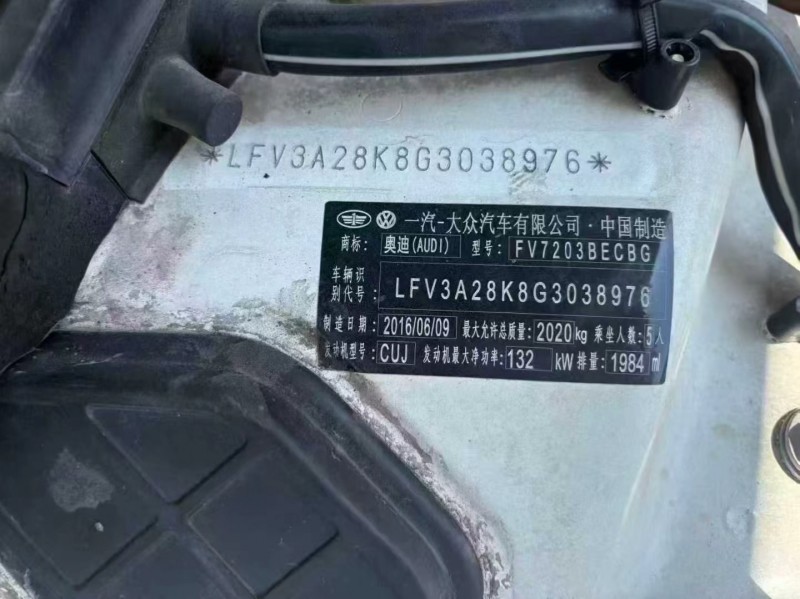 *LFV3A28K8G3038976*
一汽-大众汽车有限公司·中国制造
商标: 奥迪(AUDI) 型号: FV7203BECBG
车辆识
别代号: LFV3A28K8G3038976
制造日期: 2016/06/09 最大允许总质量: 2020kg 乘坐人数: 5人
发动机型号: CUJ 发动机最大净功率: 132 kW 排量: 1984 ml